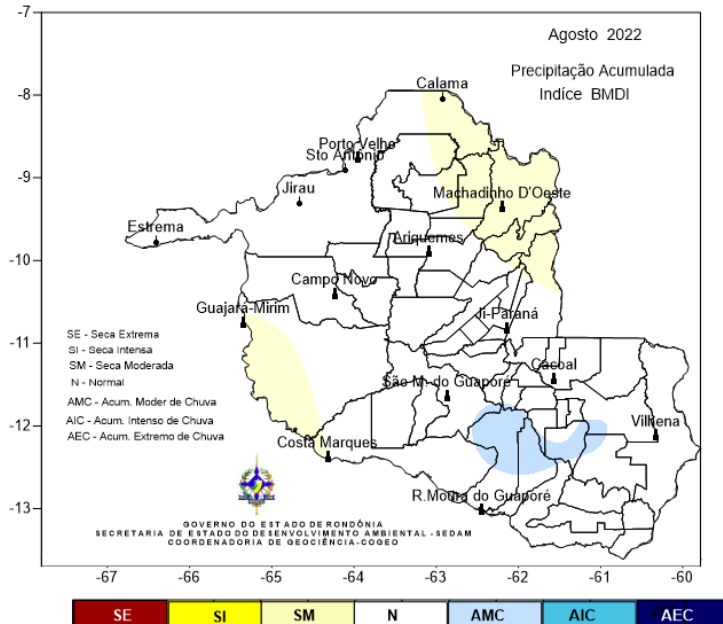 Agosto 2022
Precipitação Acumulada
Indíce BMDI
-7
-8
-9
-10
-11
-12
-13
Calama
Porto Velho
Sto Antônio
Jirau
Machadinho D'Oeste
Estrema
Ariquemes
Campo Novo
Guajará-Mirim
Ji-Paraná
Cacoal
São M. do Guaporé
Vilhena
Costa Marques
R.Moura do Guaporé
SE - Seca Extrema
SI - Seca Intensa
SM - Seca Moderada
N - Normal
AMC - Acum. Moder de Chuva
AIC - Acum. Intenso de Chuva
AEC - Acum. Extremo de Chuva
GOVERNO DO ESTADO DE RONDÔNIA
SECRETARIA DE ESTADO DO DESENVOLVIMENTO AMBIENTAL - SEDAM
COORDENADORIA DE GEOCIÊNCIA-COGEO
-67 -66 -65 -64 -63 -62 -61 -60
SE SI SM N AMC AIC AEC